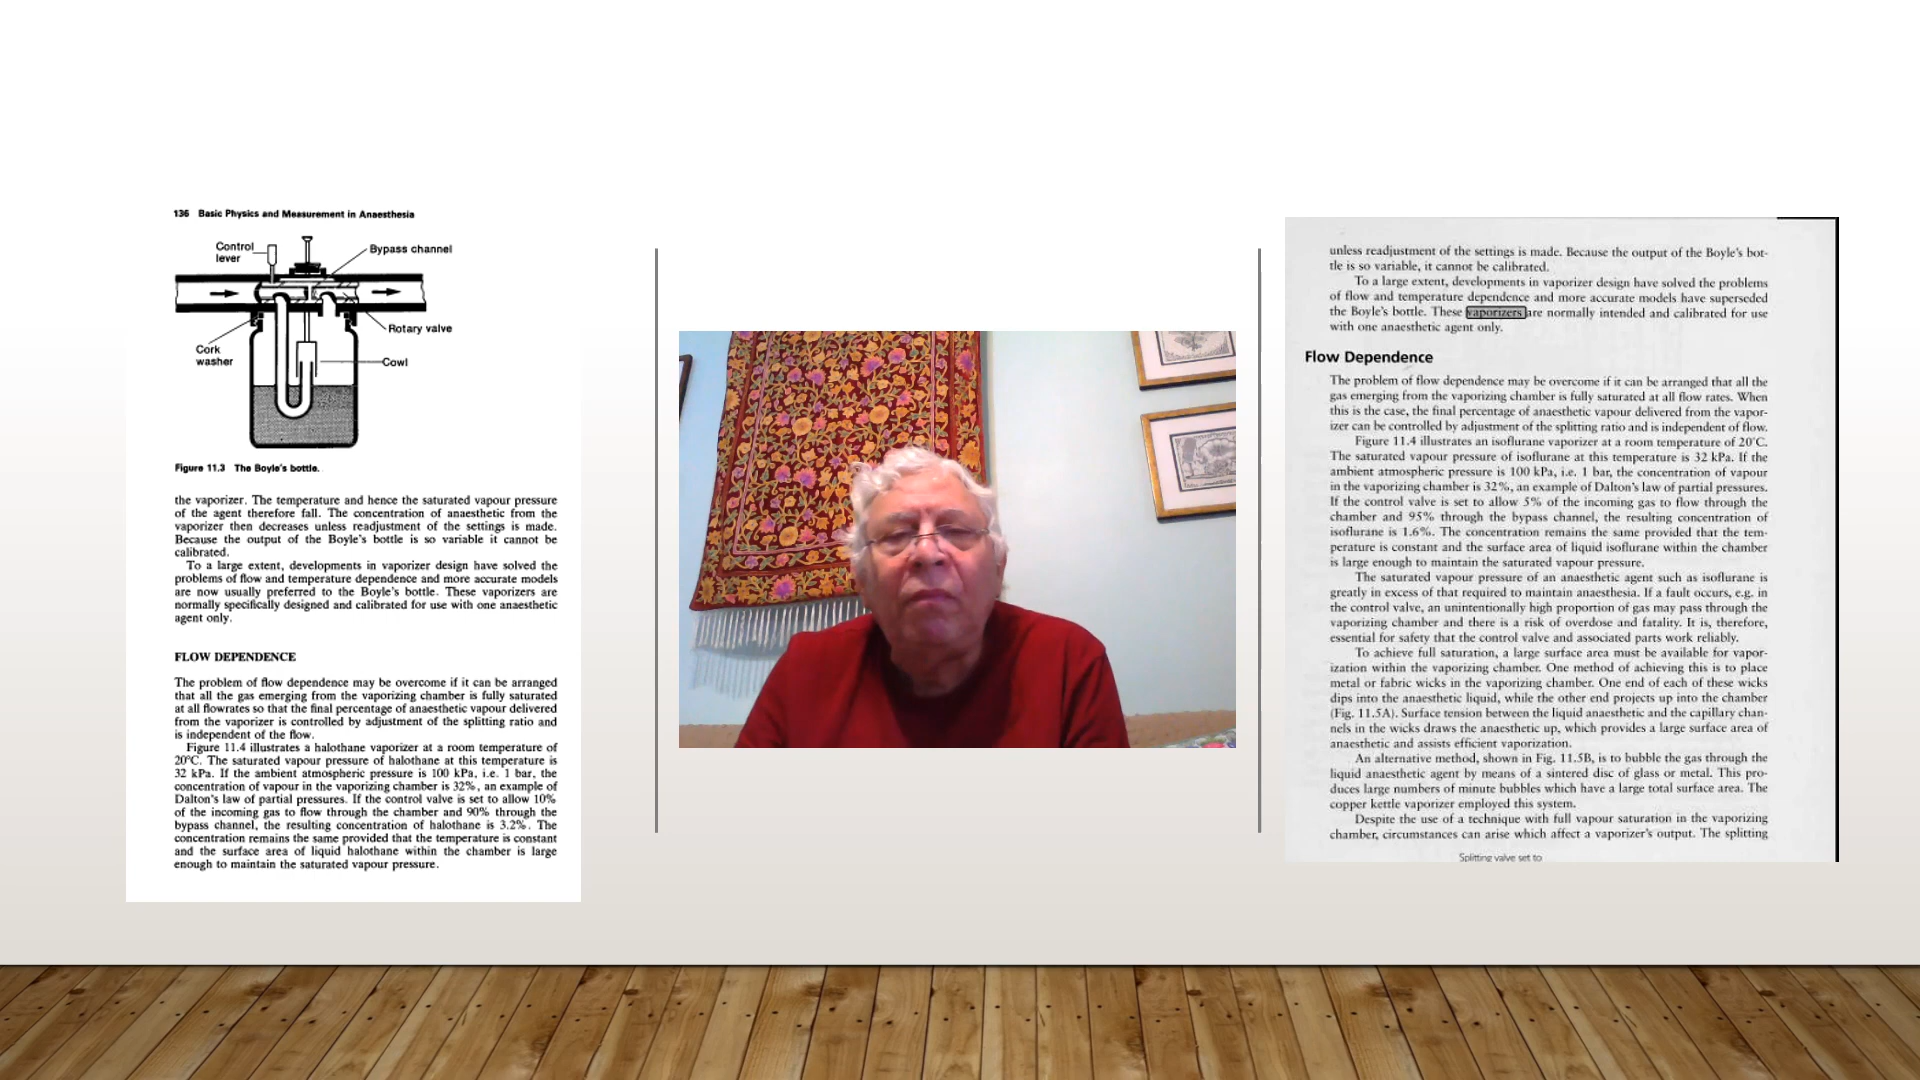 136 Basic Physics and Measurement in Anaesthesia
Control
lever
Bypass channel
Rotary valve
Cork
washer
Cowl
Figure 11.3 The Boyle's bottle.
the vaporizer. The temperature and hence the saturated vapour pressure
of the agent therefore fall. The concentration of anaesthetic from the
vaporizer then decreases unless readjustment of the settings is made.
Because the output of the Boyle's bottle is so variable it cannot be
calibrated.
To a large extent, developments in vaporizer design have solved the
problems of flow and temperature dependence and more accurate models
are now usually preferred to the Boyle's bottle. These vaporizers are
normally specifically designed and calibrated for use with one anaesthetic
agent only.
FLOW DEPENDENCE
The problem of flow dependence may be overcome if it can be arranged
that all the gas emerging from the vaporizing chamber is fully saturated
at all flowrates so that the final percentage of anaesthetic vapour delivered
from the vaporizer is controlled by adjustment of the splitting ratio and
is independent of the flow.
Figure 11.4 illustrates a halothane vaporizer at a room temperature of
20°C. The saturated vapour pressure of halothane at this temperature is
32 kPa. If the ambient atmospheric pressure is 100 kPa, i.e. 1 bar, the
concentration of vapour in the vaporizing chamber is 32%, an example of
Dalton's law of partial pressures. If the control valve is set to allow 10%
of the incoming gas to flow through the chamber and 90% through the
bypass channel, the resulting concentration of halothane is 3.2%. The
concentration remains the same provided that the temperature is constant
and the surface area of liquid halothane within the chamber is large
enough to maintain the saturated vapour pressure.
unless readjustment of the settings is made. Because the output of the Boyle's bot-
tle is so variable, it cannot be calibrated.
To a large extent, developments in vaporizer design have solved the problems
of flow and temperature dependence and more accurate models have superseded
the Boyle's bottle. These vaporizers are normally intended and calibrated for use
with one anaesthetic agent only.
Flow Dependence
The problem of flow dependence may be overcome if it can be arranged that all the
gas emerging from the vaporizing chamber is fully saturated at all flow rates. When
this is the case, the final percentage of anaesthetic vapour delivered from the vapor-
izer can be controlled by adjustment of the splitting ratio and is independent of flow.
Figure 11.4 illustrates an isoflurane vaporizer at a room temperature of 20°C.
The saturated vapour pressure of isoflurane at this temperature is 32 kPa. If the
ambient atmospheric pressure is 100 kPa, i.e. 1 bar, the concentration of vapour
in the vaporizing chamber is 32%, an example of Dalton's law of partial pressures.
If the control valve is set to allow 5% of the incoming gas to flow through the
chamber and 95% through the bypass channel, the resulting concentration of
isoflurane is 1.6%. The concentration remains the same provided that the tem-
perature is constant and the surface area of liquid isoflurane within the chamber
is large enough to maintain the saturated vapour pressure.
The saturated vapour pressure of an anaesthetic agent such as isoflurane is
greatly in excess of that required to maintain anaesthesia. If a fault occurs, e.g. in
the control valve, an unintentionally high proportion of gas may pass through the
vaporizing chamber and there is a risk of overdose and fatality. It is, therefore,
essential for safety that the control valve and associated parts work reliably.
To achieve full saturation, a large surface area must be available for vapor-
ization within the vaporizing chamber. One method of achieving this is to place
metal or fabric wicks in the vaporizing chamber. One end of each of these wicks
dips into the anaesthetic liquid, while the other end projects up into the chamber
(Fig. 11.5A). Surface tension between the liquid anaesthetic and the capillary chan-
nels in the wicks draws the anaesthetic up, which provides a large surface area of
anaesthetic and assists efficient vaporization.
An alternative method, shown in Fig. 11.5B, is to bubble the gas through the
liquid anaesthetic agent by means of a sintered disc of glass or metal. This pro-
duces large numbers of minute bubbles which have a large total surface area. The
copper kettle vaporizer employed this system.
Despite the use of a technique with full vapour saturation in the vaporizing
chamber, circumstances can arise which affect a vaporizer's output. The splitting
Splitting valve set to